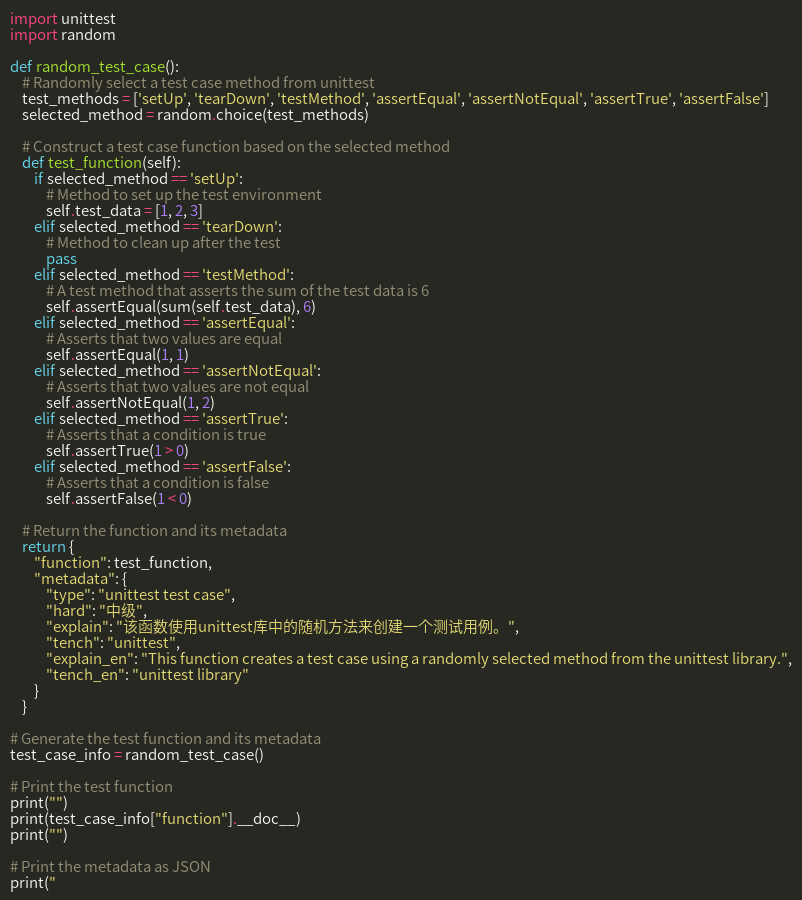 import unittest
import random

def random_test_case():
    # Randomly select a test case method from unittest
    test_methods = ['setUp', 'tearDown', 'testMethod', 'assertEqual', 'assertNotEqual', 'assertTrue', 'assertFalse']
    selected_method = random.choice(test_methods)

    # Construct a test case function based on the selected method
    def test_function(self):
        if selected_method == 'setUp':
            # Method to set up the test environment
            self.test_data = [1, 2, 3]
        elif selected_method == 'tearDown':
            # Method to clean up after the test
            pass
        elif selected_method == 'testMethod':
            # A test method that asserts the sum of the test data is 6
            self.assertEqual(sum(self.test_data), 6)
        elif selected_method == 'assertEqual':
            # Asserts that two values are equal
            self.assertEqual(1, 1)
        elif selected_method == 'assertNotEqual':
            # Asserts that two values are not equal
            self.assertNotEqual(1, 2)
        elif selected_method == 'assertTrue':
            # Asserts that a condition is true
            self.assertTrue(1 > 0)
        elif selected_method == 'assertFalse':
            # Asserts that a condition is false
            self.assertFalse(1 < 0)

    # Return the function and its metadata
    return {
        "function": test_function,
        "metadata": {
            "type": "unittest test case",
            "hard": "中级",
            "explain": "该函数使用unittest库中的随机方法来创建一个测试用例。",
            "tench": "unittest",
            "explain_en": "This function creates a test case using a randomly selected method from the unittest library.",
            "tench_en": "unittest library"
        }
    }

# Generate the test function and its metadata
test_case_info = random_test_case()

# Print the test function
print("")
print(test_case_info["function"].__doc__)
print("")

# Print the metadata as JSON
print("